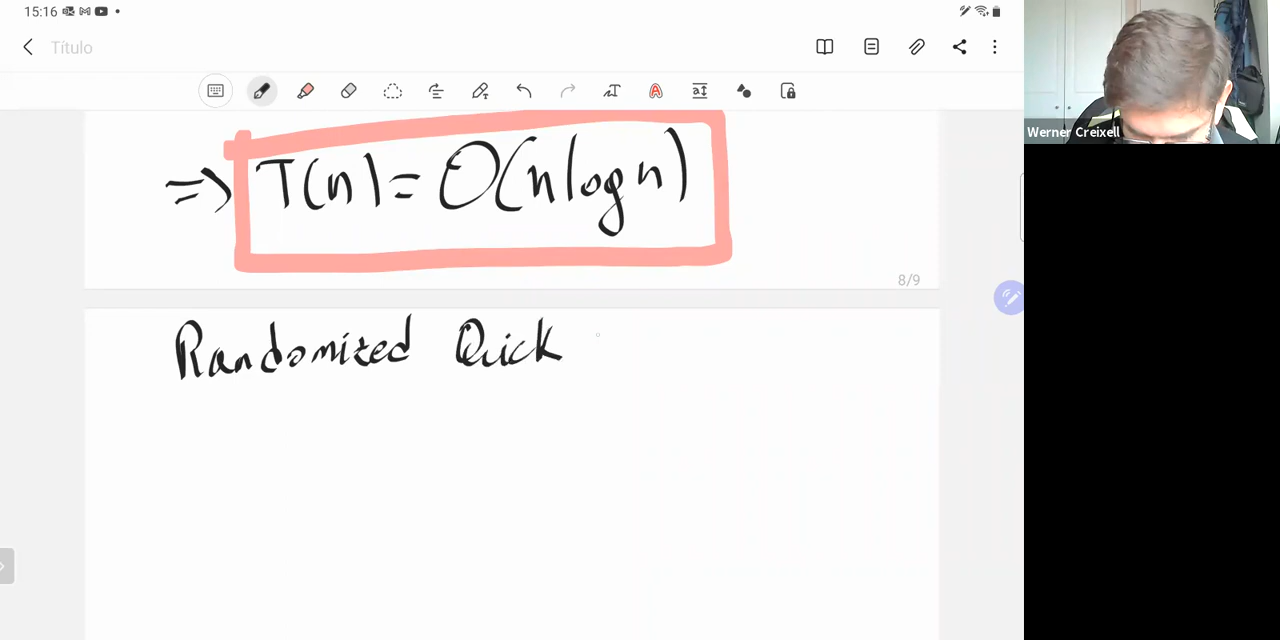 15:16
Título
Werner Creixell
=> T(n) = O(n log n)
8/9
Randomized Quick